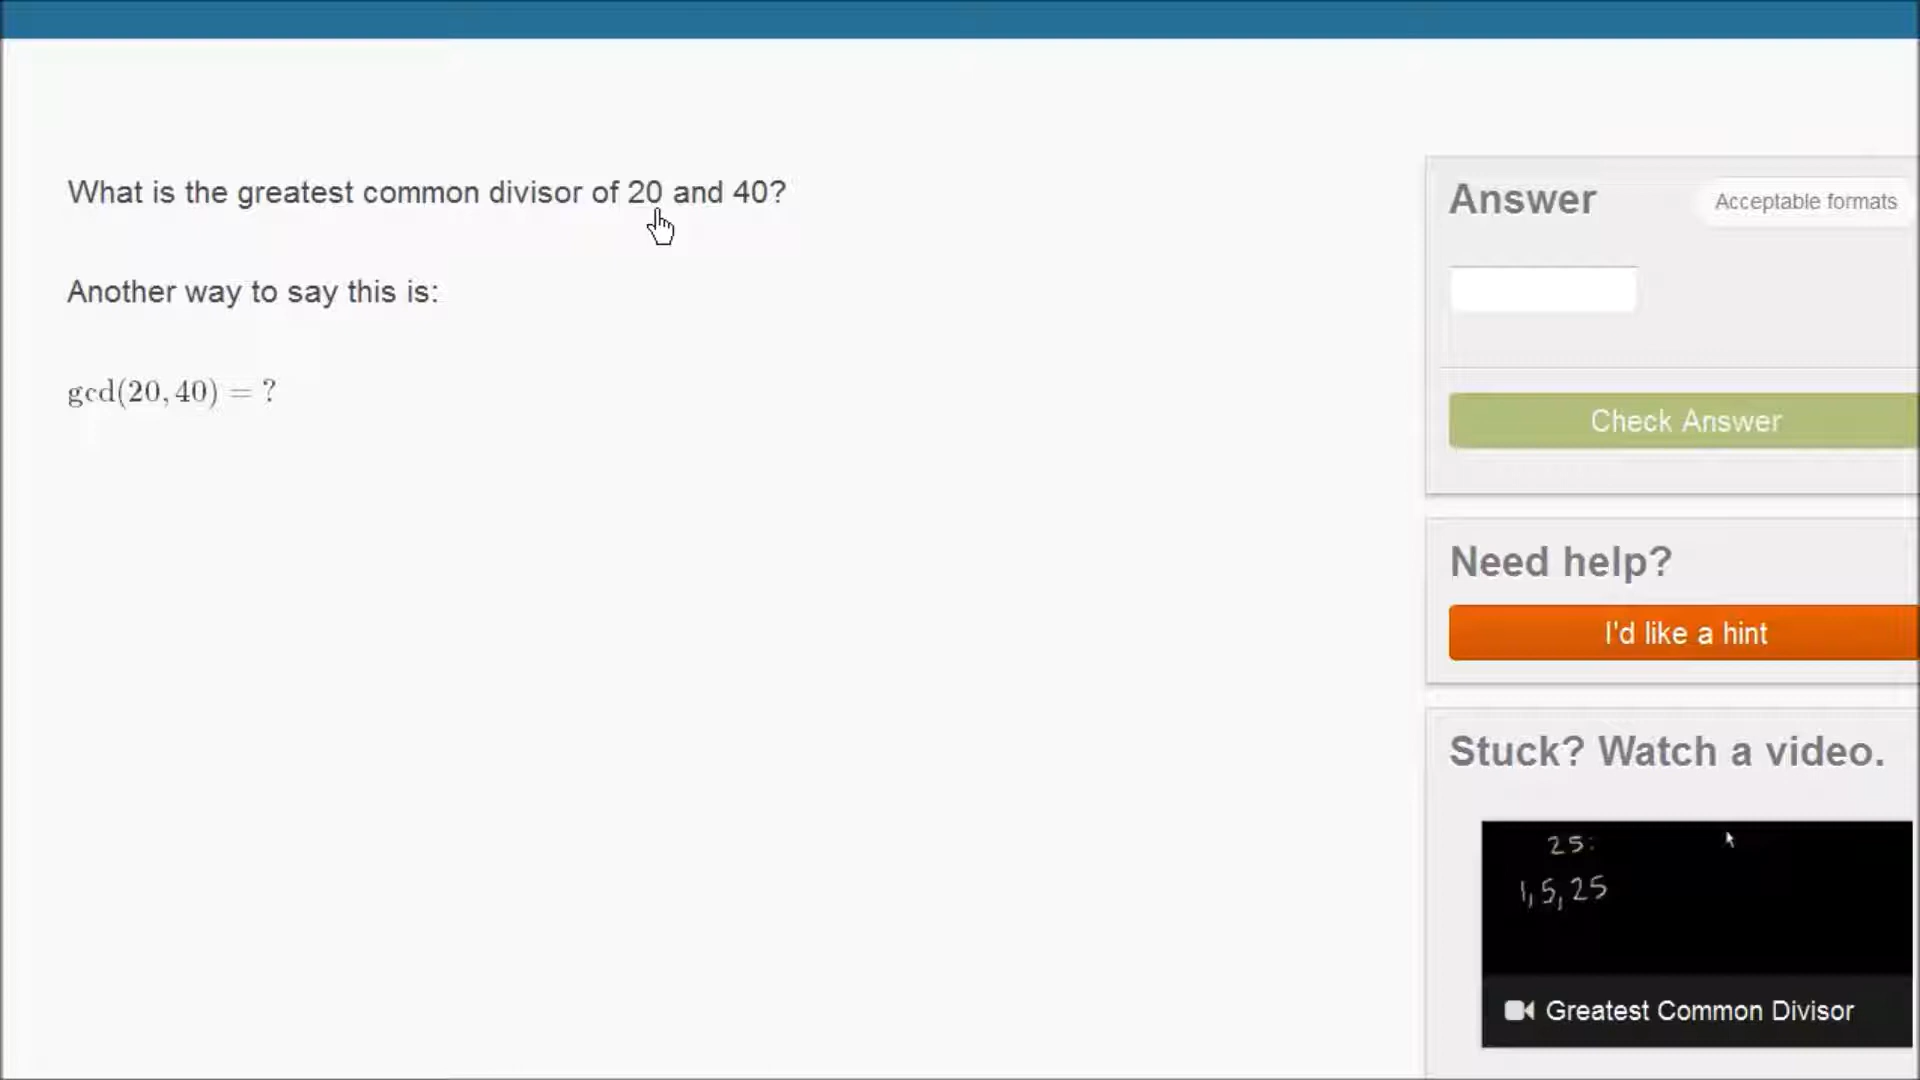 What is the greatest common divisor of 20 and 40?
Another way to say this is:
gcd(20, 40) = ?
Answer
Acceptable formats
Check Answer
Need help?
I'd like a hint
Stuck? Watch a video.
25:
1, 5, 25
Greatest Common Divisor